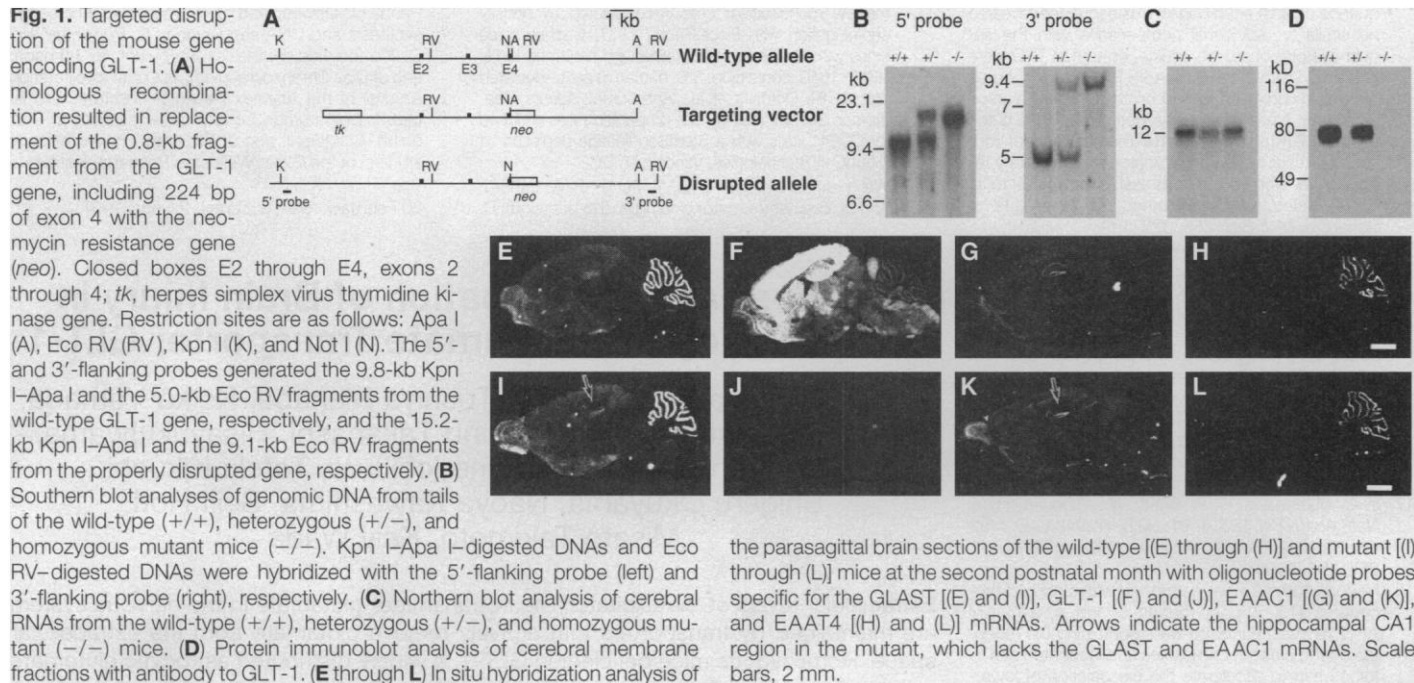 Fig. 1. Targeted disrup-
tion of the mouse gene
encoding GLT-1. (A) Ho-
mologous recombina-
tion resulted in replace-
ment of the 0.8-kb frag-
ment from the GLT-1
gene, including 224 bp
of exon 4 with the neo-
mycin resistance gene
(neo). Closed boxes E2 through E4, exons 2
through 4; tk, herpes simplex virus thymidine ki-
nase gene. Restriction sites are as follows: Apa I
(A), Eco RV (RV), Kpn I (K), and Not I (N). The 5′-
and 3′-flanking probes generated the 9.8-kb Kpn
I–Apa I and the 5.0-kb Eco RV fragments from the
wild-type GLT-1 gene, respectively, and the 15.2-
kb Kpn I–Apa I and the 9.1-kb Eco RV fragments
from the properly disrupted gene, respectively. (B)
Southern blot analyses of genomic DNA from tails
of the wild-type (+/+), heterozygous (+/−), and
homozygous mutant mice (−/−). Kpn I–Apa I–digested DNAs and Eco
RV–digested DNAs were hybridized with the 5′-flanking probe (left) and
3′-flanking probe (right), respectively. (C) Northern blot analysis of cerebral
RNAs from the wild-type (+/+), heterozygous (+/−), and homozygous mu-
tant (−/−) mice. (D) Protein immunoblot analysis of cerebral membrane
fractions with antibody to GLT-1. (E through L) In situ hybridization analysis of
the parasagittal brain sections of the wild-type [(E) through (H)] and mutant [(I)
through (L)] mice at the second postnatal month with oligonucleotide probes
specific for the GLAST [(E) and (I)], GLT-1 [(F) and (J)], EAAC1 [(G) and (K)],
and EAAT4 [(H) and (L)] mRNAs. Arrows indicate the hippocampal CA1
region in the mutant, which lacks the GLAST and EAAC1 mRNAs. Scale
bars, 2 mm.
A
1 kb
K RV NA RV A RV
Wild-type allele
E2 E3 E4
RV NA A
Targeting vector
tk neo
K RV N A RV
Disrupted allele
neo
5′ probe 3′ probe
B
5′ probe 3′ probe
+/+ +/- -/- +/+ +/- -/-
kb
23.1
9.4
6.6
kb
9.4
7
5
C
+/+ +/- -/-
kb
12
D
+/+ +/- -/-
kD
116
80
49
E F G H
I J K L